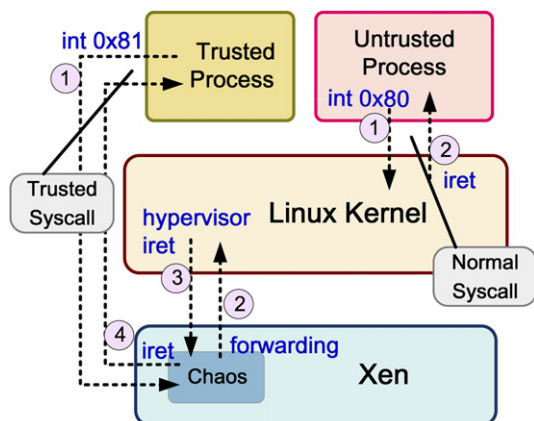 int 0x81
Trusted
Process
Untrusted
Process
int 0x80
1
1
2
iret
Trusted
Syscall
Linux Kernel
hypervisor
iret
Normal
Syscall
3
2
4
iret
forwarding
Chaos
Xen